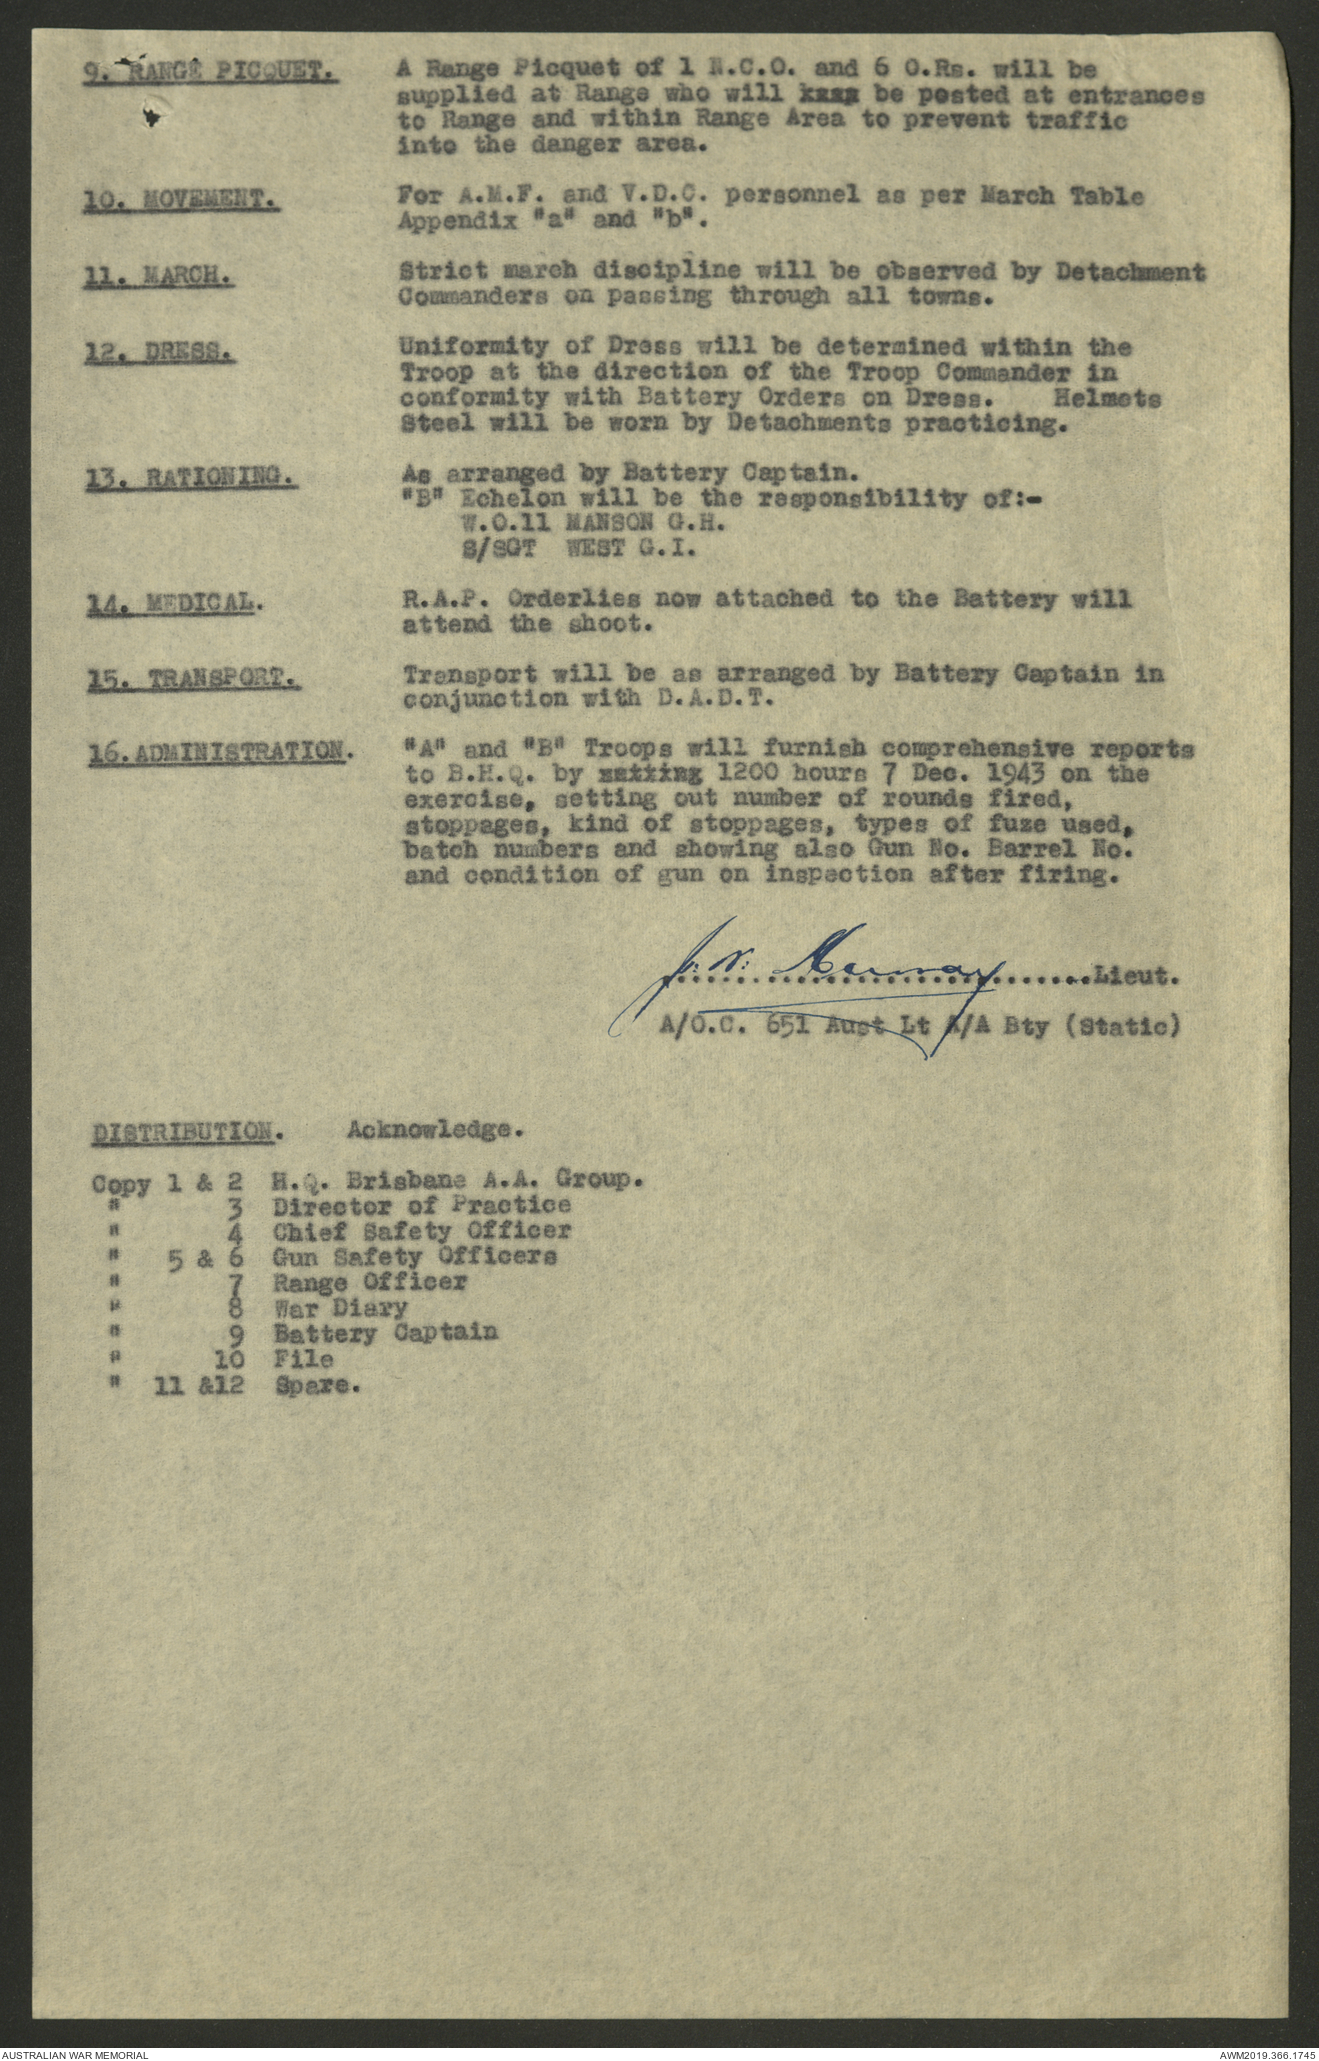 9. RANGE PICQUET. A Range Picquet of 1 N.C.O. and 6 O.Rs. will be
supplied at Range who will be posted at entrances
to Range and within Range Area to prevent traffic
into the danger area.
10. MOVEMENT. For A.M.F. and V.D.C. personnel as per March Table
Appendix "a" and "b".
11. MARCH. Strict march discipline will be observed by Detachment
Commanders on passing through all towns.
12. DRESS. Uniformity of Dress will be determined within the
Troop at the direction of the Troop Commander in
conformity with Battery Orders on Dress. Helmets
Steel will be worn by Detachments practicing.
13. RATIONING. As arranged by Battery Captain.
"B" Echelon will be the responsibility of:-
W.O.11 MANSON G.H.
S/SGT WEST G.I.
14. MEDICAL. R.A.P. Orderlies now attached to the Battery will
attend the shoot.
15. TRANSPORT. Transport will be as arranged by Battery Captain in
conjunction with D.A.D.T.
16. ADMINISTRATION. "A" and "B" Troops will furnish comprehensive reports
to B.H.Q. by 1200 hours 7 Dec. 1943 on the
exercise, setting out number of rounds fired,
stoppages, kind of stoppages, types of fuze used,
batch numbers and showing also Gun No. Barrel No.
and condition of gun on inspection after firing.
Lieut.
A/O.C. 651 Aust Lt A/A Bty (Static)
DISTRIBUTION. Acknowledge.
Copy 1 & 2 H.Q. Brisbane A.A. Group.
" 3 Director of Practice
" 4 Chief Safety Officer
" 5 & 6 Gun Safety Officers
" 7 Range Officer
" 8 War Diary
" 9 Battery Captain
" 10 File
" 11 &12 Spare.
AUSTRALIAN WAR MEMORIAL
AWM2019.366.1745